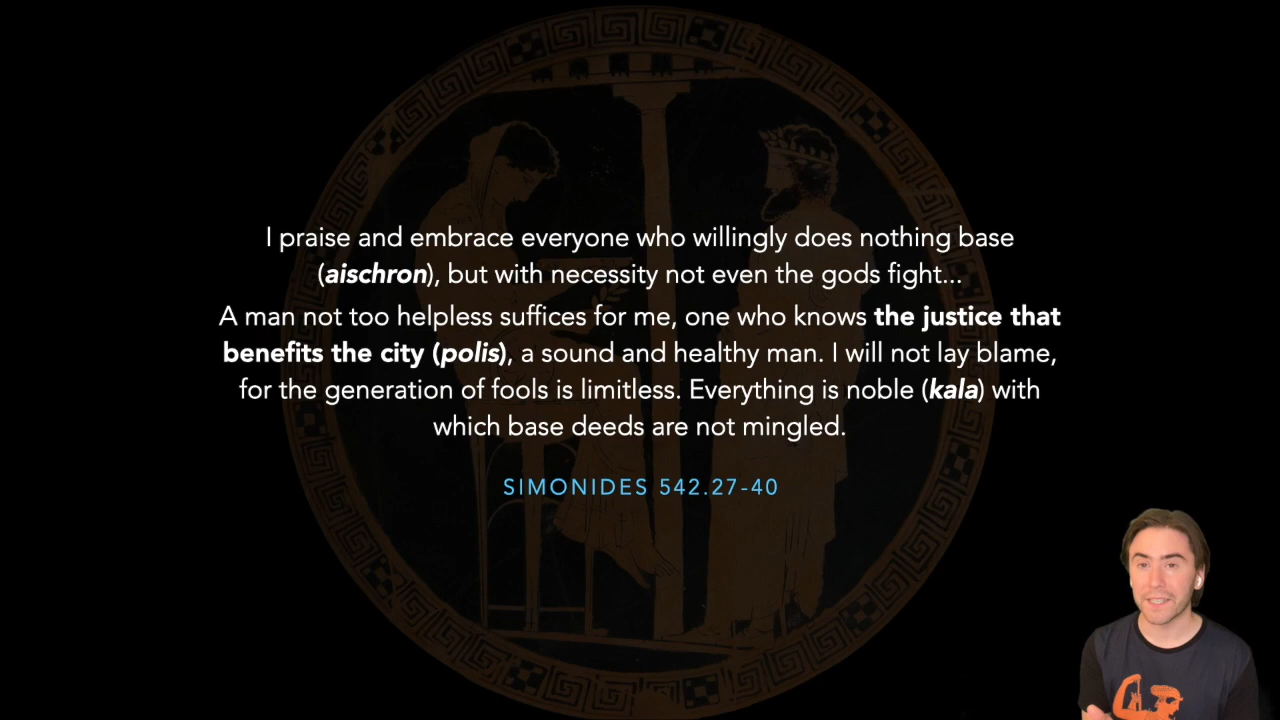 I praise and embrace everyone who willingly does nothing base
(aischron), but with necessity not even the gods fight...
A man not too helpless suffices for me, one who knows the justice that
benefits the city (polis), a sound and healthy man. I will not lay blame,
for the generation of fools is limitless. Everything is noble (kala) with
which base deeds are not mingled.
SIMONIDES 542.27-40